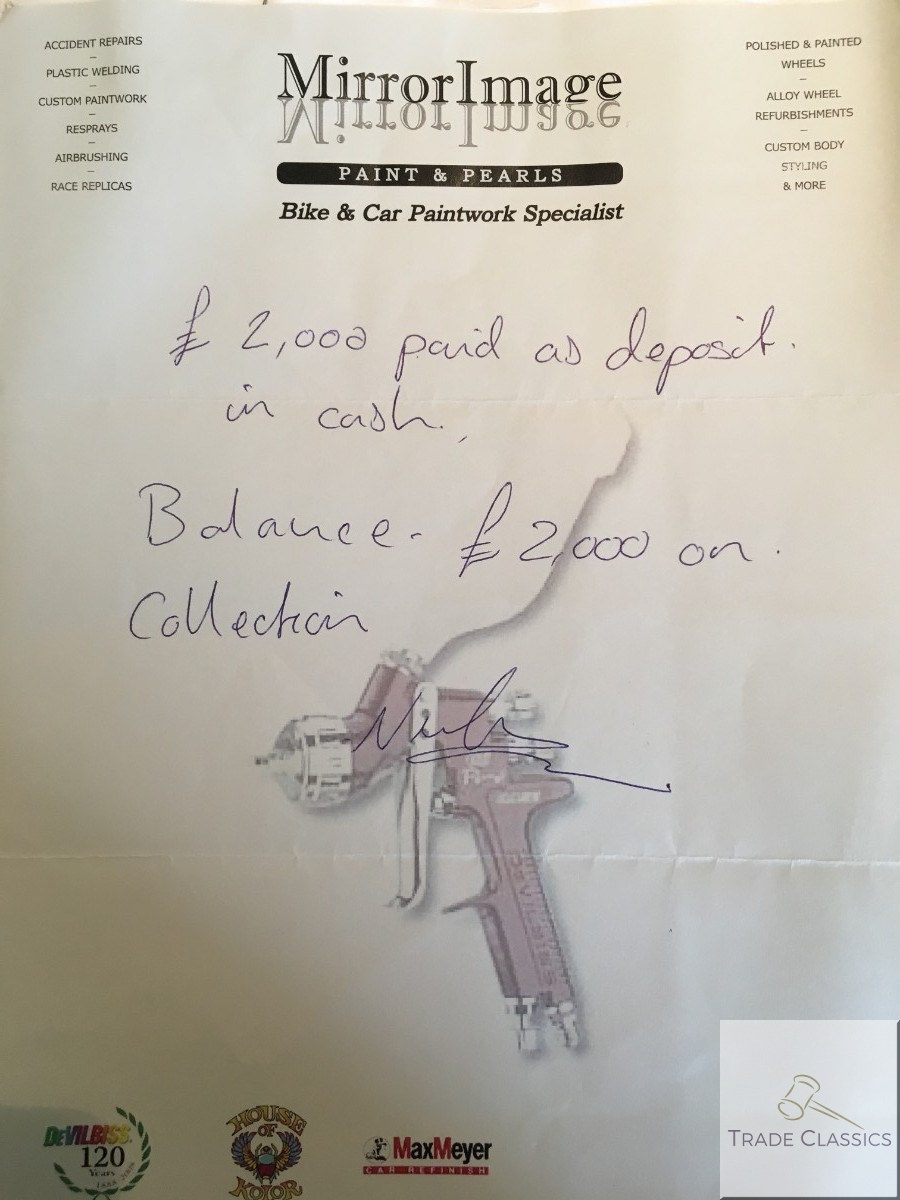 ACCIDENT REPAIRS
–
PLASTIC WELDING
–
CUSTOM PAINTWORK
–
RESPRAYS
–
AIRBRUSHING
–
RACE REPLICAS
MirrorImage
PAINT & PEARLS
Bike & Car Paintwork Specialist
POLISHED & PAINTED
WHEELS
–
ALLOY WHEEL
REFURBISHMENTS
–
CUSTOM BODY
STYLING
& MORE
£ 2,000 paid as deposit.
in cash.,
Balance - £2,000 on.
Collection
DEVILBISS
120
Years
HOUSE
OF
KOLOR
MaxMeyer
CAR REFINISH
TRADE CLASSICS